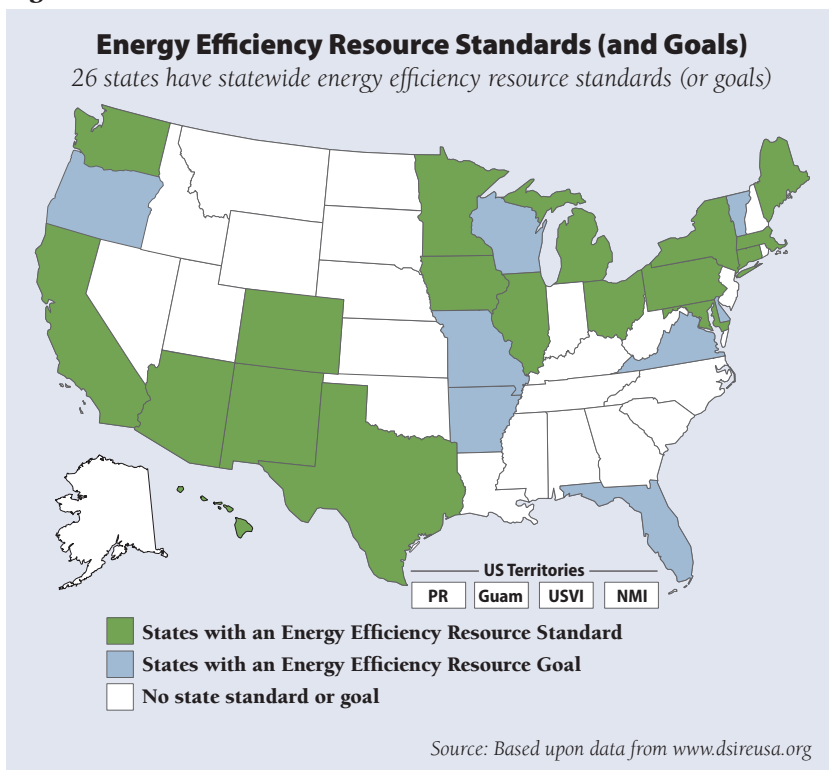 Energy Efficiency Resource Standards (and Goals)
26 states have statewide energy efficiency resource standards (or goals)
US Territories
PR Guam USVI NMI
States with an Energy Efficiency Resource Standard
States with an Energy Efficiency Resource Goal
No state standard or goal
Source: Based upon data from www.dsireusa.org